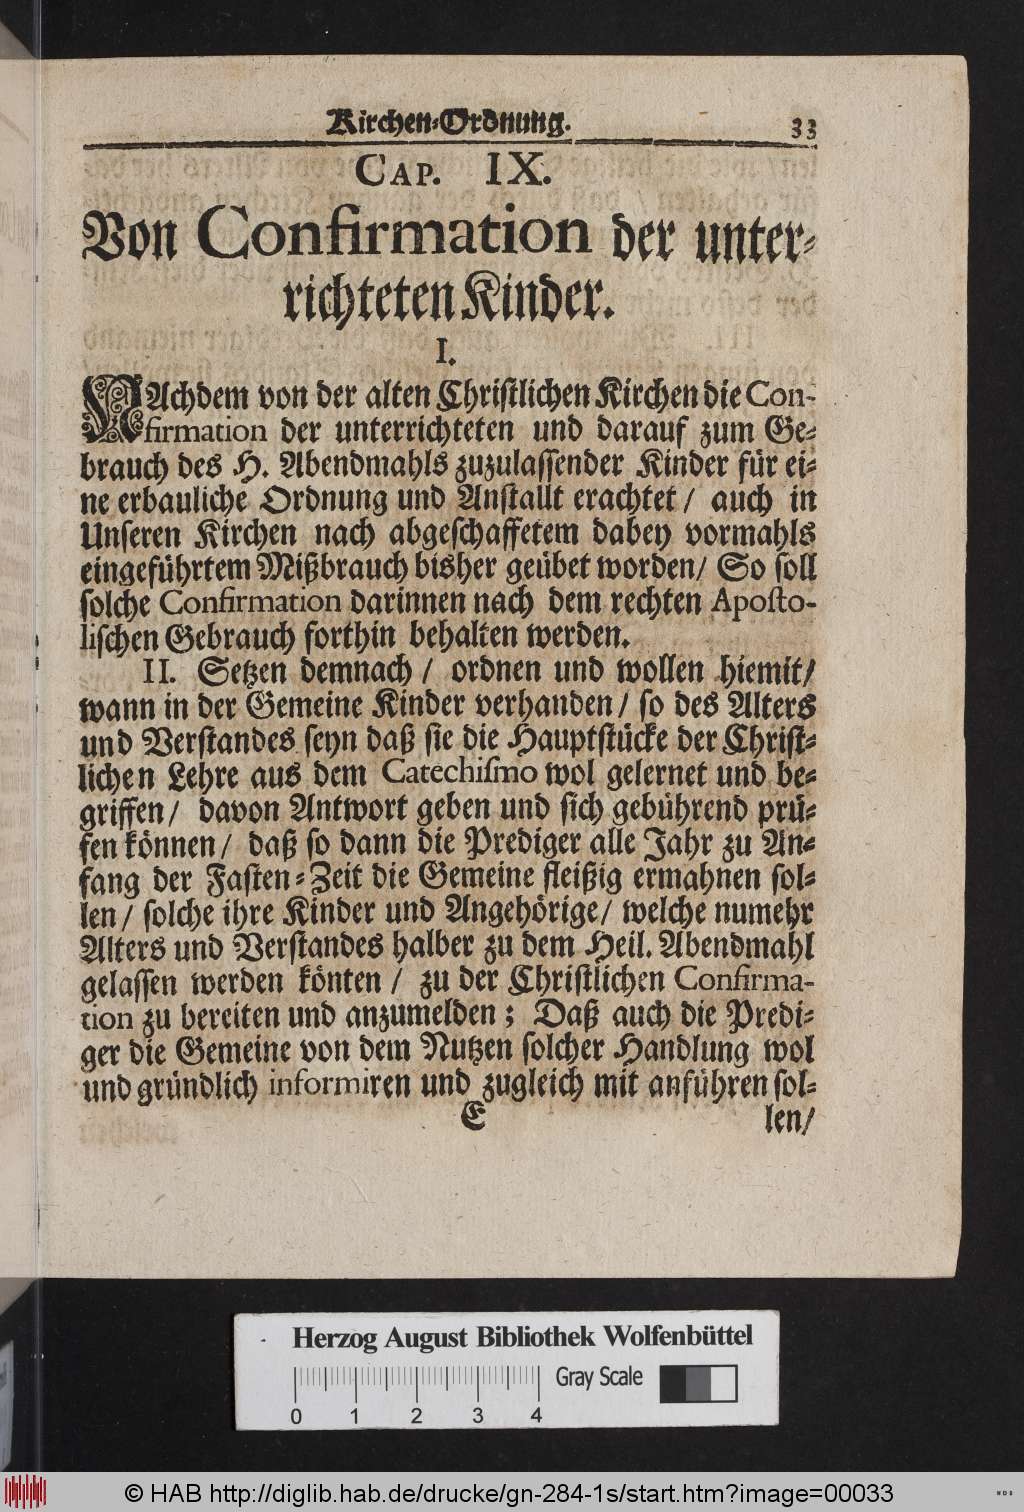 Kirchen-Ordnung. 33
CAP. IX.
Von Confirmation der unter-
richteten Kinder.
I.
NAchdem von der alten Christlichen Kirchen die Con-
firmation der unterrichteten und darauf zum Ge-
brauch des H. Abendmahls zuzulassender Kinder für ei-
ne erbauliche Ordnung und Anstallt erachtet/ auch in
Unseren Kirchen nach abgeschaffetem dabey vormahls
eingeführtem Mißbrauch bisher geübet worden/ So soll
solche Confirmation darinnen nach dem rechten Aposto-
lischen Gebrauch forthin behalten werden.
II. Setzen demnach / ordnen und wollen hiemit/
wann in der Gemeine Kinder verhanden / so des Alters
und Verstandes seyn daß sie die Hauptstücke der Christ-
lichen Lehre aus dem Catechismo wol gelernet und be-
griffen/ davon Antwort geben und sich gebührend prü-
fen können/ daß so dann die Prediger alle Jahr zu An-
fang der Fasten-Zeit die Gemeine fleißig ermahnen sol-
len/ solche ihre Kinder und Angehörige/ welche numehr
Alters und Verstandes halber zu dem Heil. Abendmahl
gelassen werden könten / zu der Christlichen Confirma-
tion zu bereiten und anzumelden; Daß auch die Predi-
ger die Gemeine von dem Nutzen solcher Handlung wol
und gründlich informiren und zugleich mit anführen sol-
E len/
Herzog August Bibliothek Wolfenbüttel
Gray Scale
0 1 2 3 4
© HAB http://diglib.hab.de/drucke/gn-284-1s/start.htm?image=00033